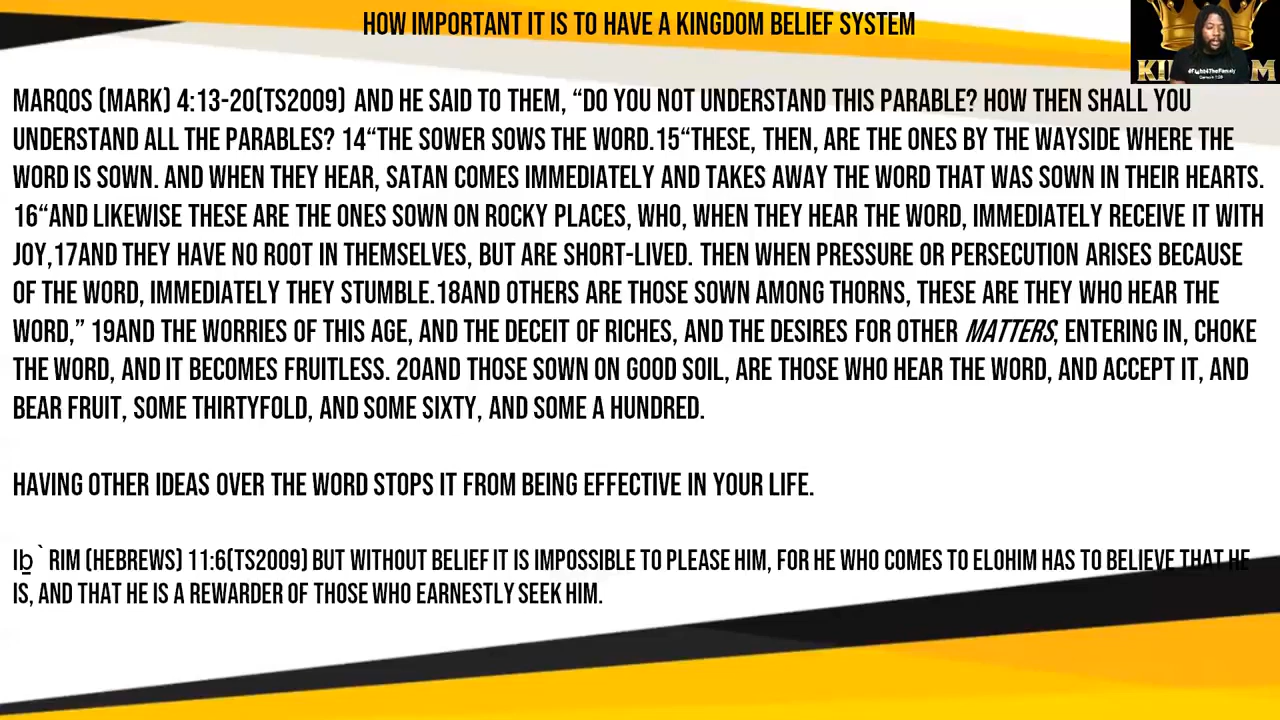 HOW IMPORTANT IT IS TO HAVE A KINGDOM BELIEF SYSTEM
MARQOS (MARK) 4:13-20(TS2009) AND HE SAID TO THEM, “DO YOU NOT UNDERSTAND THIS PARABLE? HOW THEN SHALL YOU
UNDERSTAND ALL THE PARABLES? 14“THE SOWER SOWS THE WORD.15“THESE, THEN, ARE THE ONES BY THE WAYSIDE WHERE THE
WORD IS SOWN. AND WHEN THEY HEAR, SATAN COMES IMMEDIATELY AND TAKES AWAY THE WORD THAT WAS SOWN IN THEIR HEARTS.
16“AND LIKEWISE THESE ARE THE ONES SOWN ON ROCKY PLACES, WHO, WHEN THEY HEAR THE WORD, IMMEDIATELY RECEIVE IT WITH
JOY,17AND THEY HAVE NO ROOT IN THEMSELVES, BUT ARE SHORT-LIVED. THEN WHEN PRESSURE OR PERSECUTION ARISES BECAUSE
OF THE WORD, IMMEDIATELY THEY STUMBLE.18AND OTHERS ARE THOSE SOWN AMONG THORNS, THESE ARE THEY WHO HEAR THE
WORD,” 19AND THE WORRIES OF THIS AGE, AND THE DECEIT OF RICHES, AND THE DESIRES FOR OTHER MATTERS, ENTERING IN, CHOKE
THE WORD, AND IT BECOMES FRUITLESS. 20AND THOSE SOWN ON GOOD SOIL, ARE THOSE WHO HEAR THE WORD, AND ACCEPT IT, AND
BEAR FRUIT, SOME THIRTYFOLD, AND SOME SIXTY, AND SOME A HUNDRED.
HAVING OTHER IDEAS OVER THE WORD STOPS IT FROM BEING EFFECTIVE IN YOUR LIFE.
Iḇ`RIM (HEBREWS) 11:6(TS2009) BUT WITHOUT BELIEF IT IS IMPOSSIBLE TO PLEASE HIM, FOR HE WHO COMES TO ELOHIM HAS TO BELIEVE THAT HE
IS, AND THAT HE IS A REWARDER OF THOSE WHO EARNESTLY SEEK HIM.